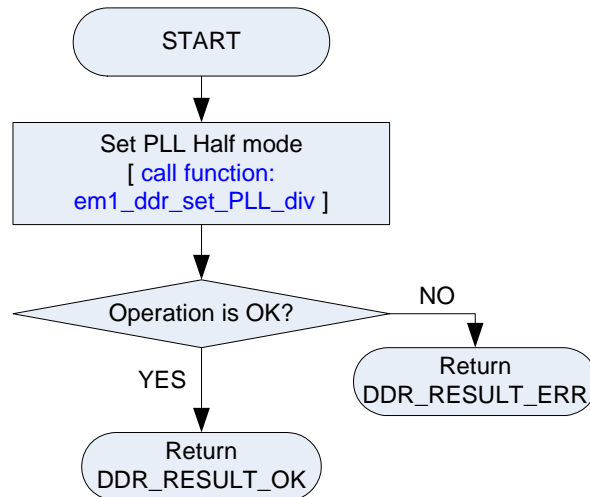 START
Set PLL Half mode
[ call function:
em1_ddr_set_PLL_div ]
Operation is OK?
NO
YES
Return
DDR_RESULT_ERR
Return
DDR_RESULT_OK